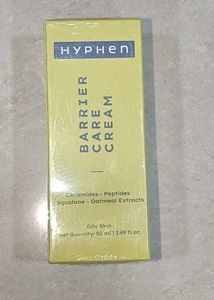 HYPHEN
BARRIER
CARE
CREAM
Ceramides - Peptides
Squalane - Oatmeal Extracts
Oily Skin
Net Quantity: 50 ml | 1.69 Fl.oz.